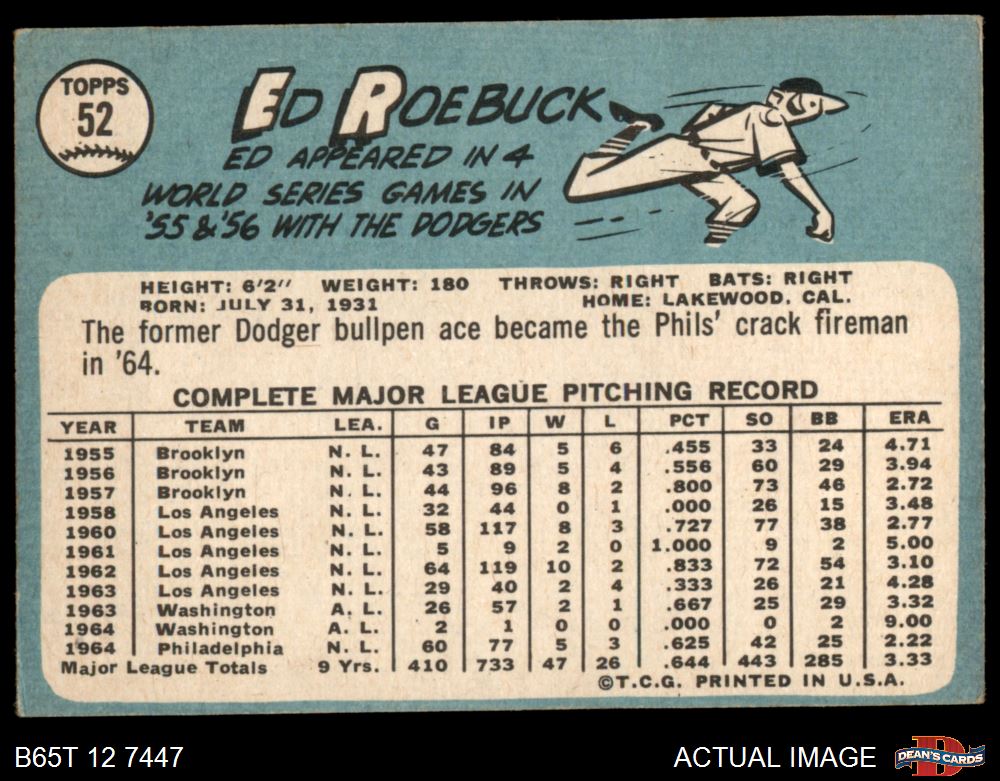 TOPPS
52
ED ROEBUCK
ED APPEARED IN 4
WORLD SERIES GAMES IN
'55 & '56 WITH THE DODGERS
HEIGHT: 6'2" WEIGHT: 180 THROWS: RIGHT BATS: RIGHT
BORN: JULY 31, 1931 HOME: LAKEWOOD, CAL.
The former Dodger bullpen ace became the Phils' crack fireman
in '64.
COMPLETE MAJOR LEAGUE PITCHING RECORD
YEAR TEAM LEA. G IP W L PCT SO BB ERA
1955 Brooklyn N. L. 47 84 5 6 .455 33 24 4.71
1956 Brooklyn N. L. 43 89 5 4 .556 60 29 3.94
1957 Brooklyn N. L. 44 96 8 2 .800 73 46 2.72
1958 Los Angeles N. L. 32 44 0 1 .000 26 15 3.48
1960 Los Angeles N. L. 58 117 8 3 .727 77 38 2.77
1961 Los Angeles N. L. 5 9 2 0 1.000 9 2 5.00
1962 Los Angeles N. L. 64 119 10 2 .833 72 54 3.10
1963 Los Angeles N. L. 29 40 2 4 .333 26 21 4.28
1963 Washington A. L. 26 57 2 1 .667 25 29 3.32
1964 Washington A. L. 2 1 0 0 .000 0 2 9.00
1964 Philadelphia N. L. 60 77 5 3 .625 42 25 2.22
Major League Totals 9 Yrs. 410 733 47 26 .644 443 285 3.33
©T.C.G. PRINTED IN U.S.A.
B65T 12 7447 ACTUAL IMAGE DEAN'S CARDS